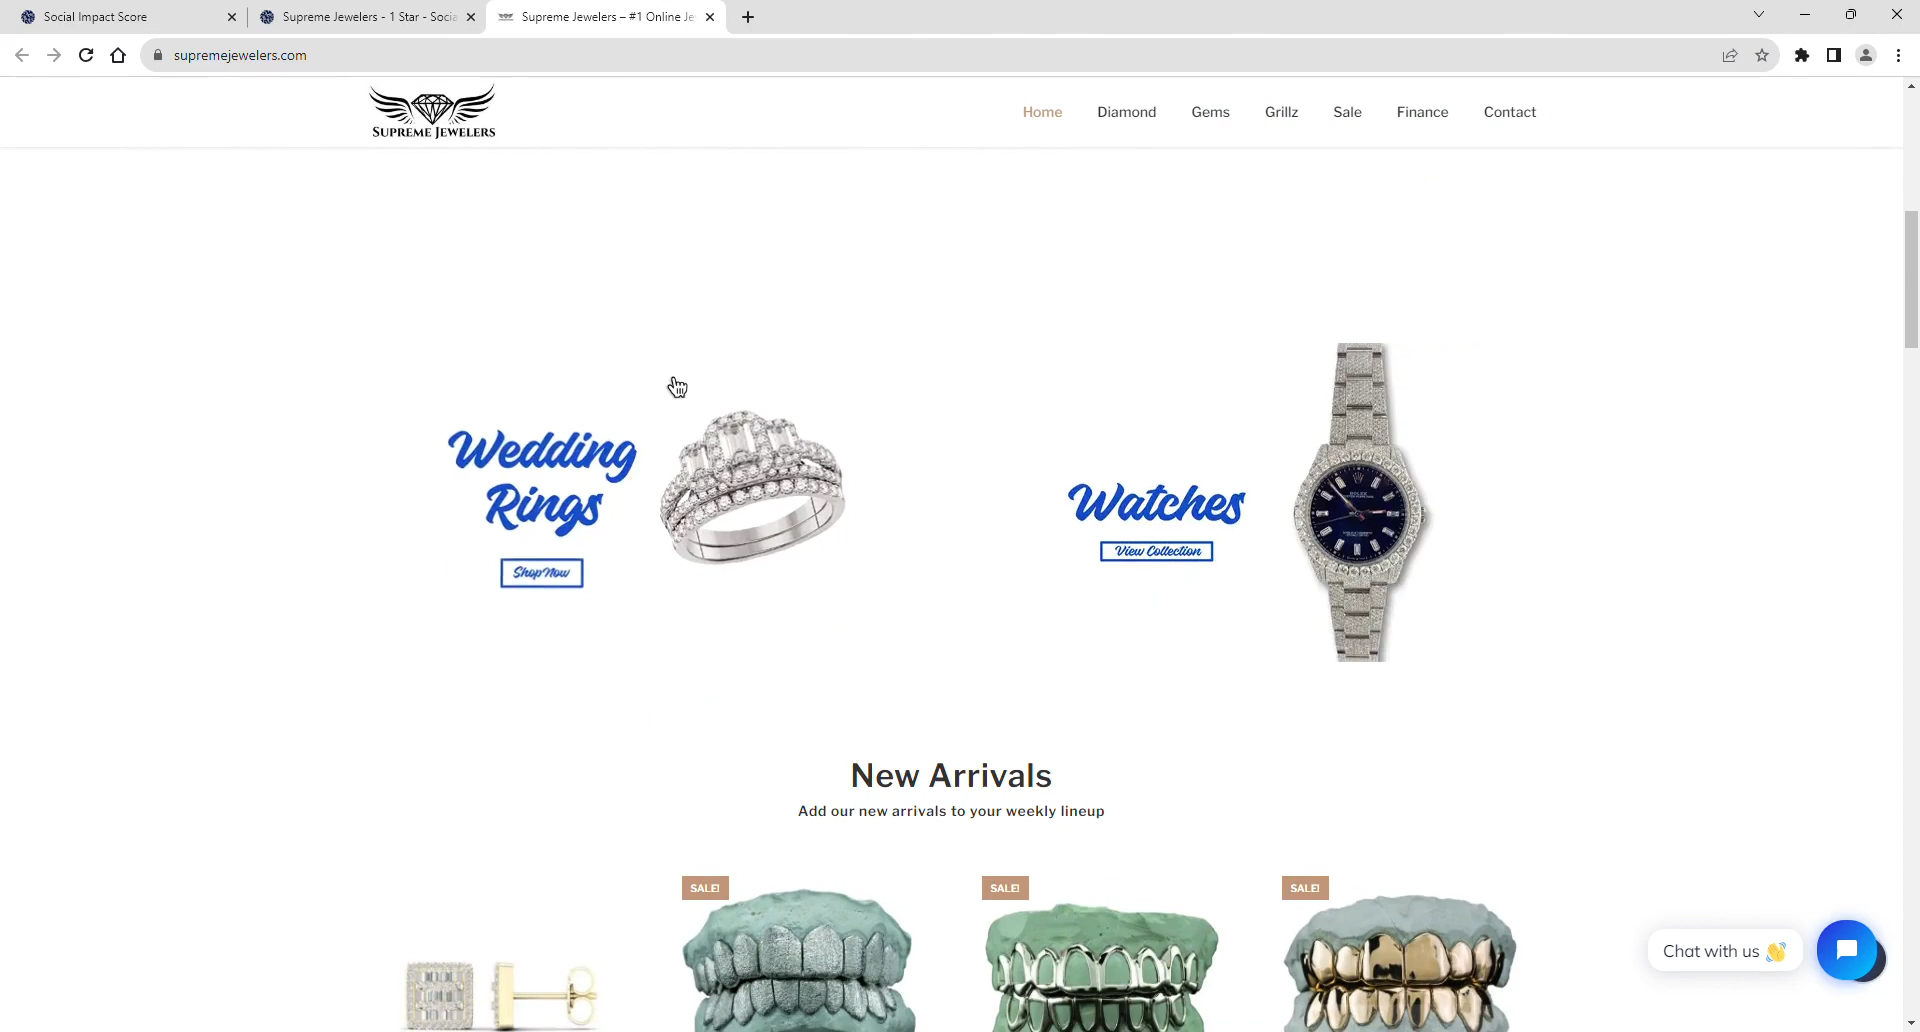 Social Impact Score
Supreme Jewelers - 1 Star - Socia
Supreme Jewelers – #1 Online Je
supremejewelers.com
SUPREME JEWELERS
Home Diamond Gems Grillz Sale Finance Contact
Wedding
Rings
Shop Now
Watches
View Collection
New Arrivals
Add our new arrivals to your weekly lineup
SALE!
SALE!
SALE!
Chat with us 👋